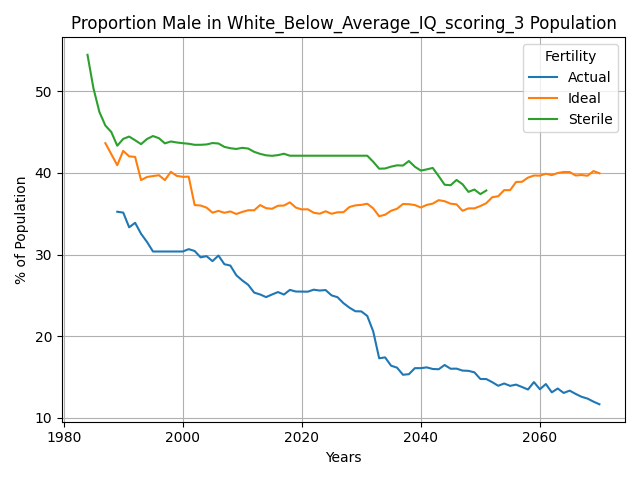 Proportion Male in White_Below_Average_IQ_scoring_3 Population
Fertility
Actual
Ideal
Sterile
% of Population
50
40
30
20
10
1980
2000
2020
2040
2060
Years